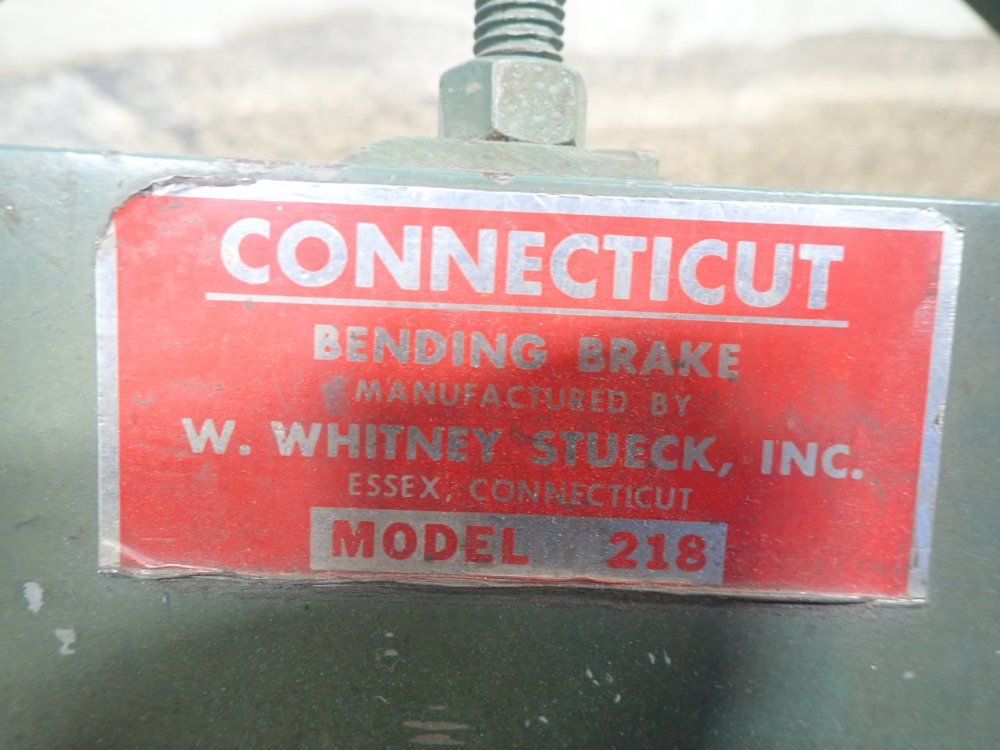 CONNECTICUT
BENDING BRAKE
MANUFACTURED BY
W. WHITNEY STUECK, INC.
ESSEX, CONNECTICUT
MODEL 218